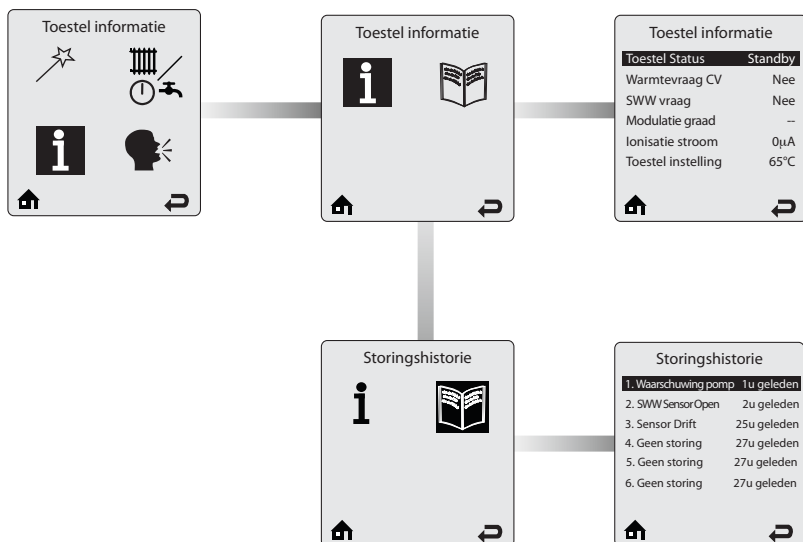 Toestel informatie
Toestel informatie
Toestel informatie
Toestel Status Standby
Warmtevraag CV Nee
SWW vraag Nee
Modulatie graad --
Ionisatie stroom 0µA
Toestel instelling 65°C
Storingshistorie
Storingshistorie
1. Waarschuwing pomp 1u geleden
2. SWW Sensor Open 2u geleden
3. Sensor Drift 25u geleden
4. Geen storing 27u geleden
5. Geen storing 27u geleden
6. Geen storing 27u geleden